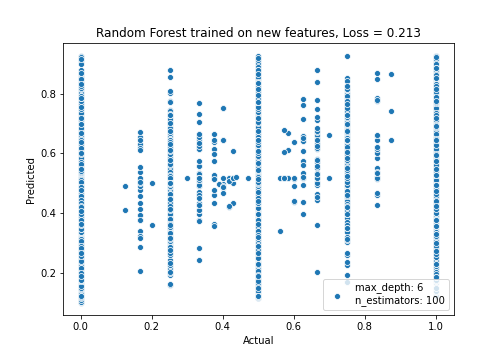 Random Forest trained on new features, Loss = 0.213
Predicted
0.8
0.6
0.4
0.2
max_depth: 6
n_estimators: 100
0.0
0.2
0.4
0.6
0.8
1.0
Actual